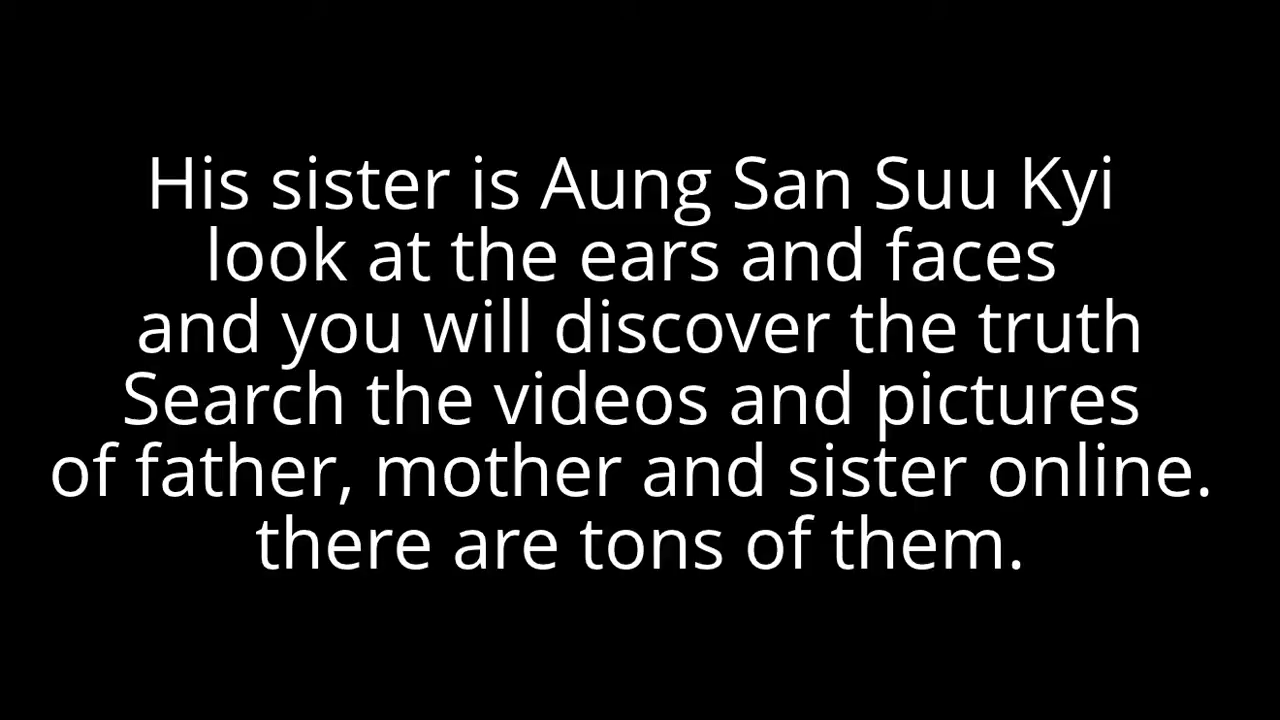 His sister is Aung San Suu Kyi
look at the ears and faces
and you will discover the truth
Search the videos and pictures
of father, mother and sister online.
there are tons of them.